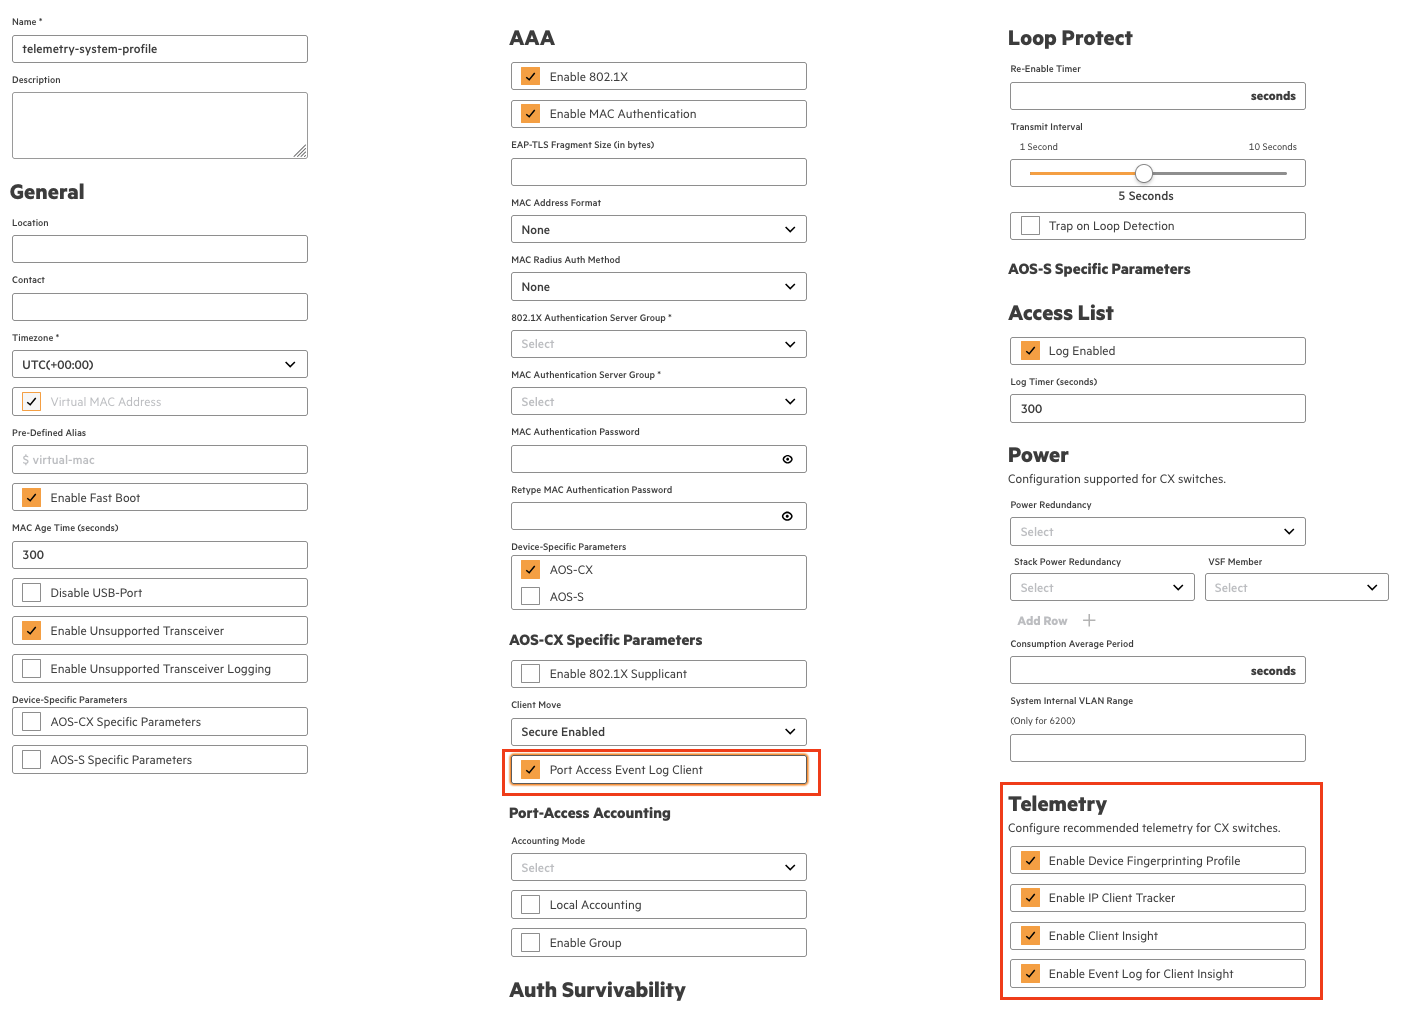 Name *
telemetry-system-profile
Description
General
Location
Contact
Timezone *
UTC(+00:00)
Virtual MAC Address
Pre-Defined Alias
$ virtual-mac
Enable Fast Boot
MAC Age Time (seconds)
300
Disable USB-Port
Enable Unsupported Transceiver
Enable Unsupported Transceiver Logging
Device-Specific Parameters
AOS-CX Specific Parameters
AOS-S Specific Parameters
AAA
Enable 802.1X
Enable MAC Authentication
EAP-TLS Fragment Size (in bytes)
MAC Address Format
None
MAC Radius Auth Method
None
802.1X Authentication Server Group *
Select
MAC Authentication Server Group *
Select
MAC Authentication Password
Retype MAC Authentication Password
Device-Specific Parameters
AOS-CX
AOS-S
AOS-CX Specific Parameters
Enable 802.1X Supplicant
Client Move
Secure Enabled
Port Access Event Log Client
Port-Access Accounting
Accounting Mode
Select
Local Accounting
Enable Group
Auth Survivability
Loop Protect
Re-Enable Timer
seconds
Transmit Interval
1 Second 10 Seconds
5 Seconds
Trap on Loop Detection
AOS-S Specific Parameters
Access List
Log Enabled
Log Timer (seconds)
300
Power
Configuration supported for CX switches.
Power Redundancy
Select
Stack Power Redundancy VSF Member
Select Select
Add Row
Consumption Average Period
seconds
System Internal VLAN Range
(Only for 6200)
Telemetry
Configure recommended telemetry for CX switches.
Enable Device Fingerprinting Profile
Enable IP Client Tracker
Enable Client Insight
Enable Event Log for Client Insight